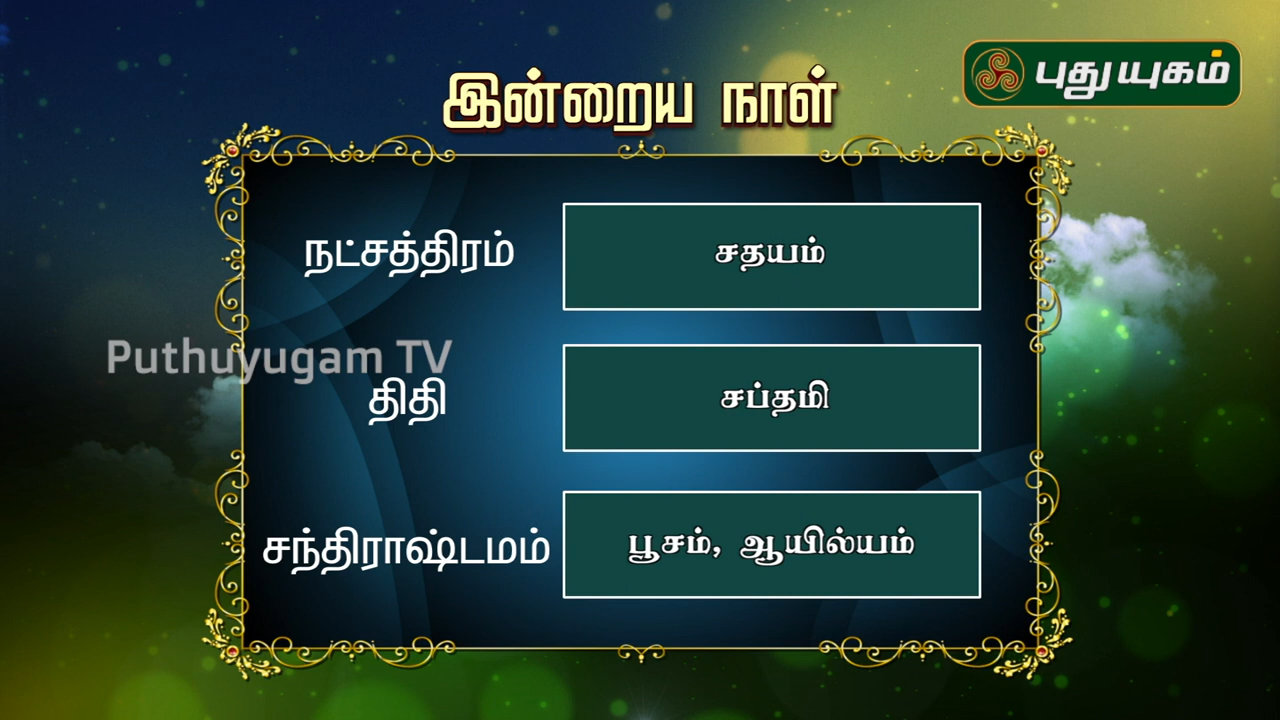 புதுயுகம்
இன்றைய நாள்
நட்சத்திரம்
சதயம்
Puthuyugam TV
திதி
சப்தமி
சந்திராஷ்டமம்
பூசம், ஆயில்யம்